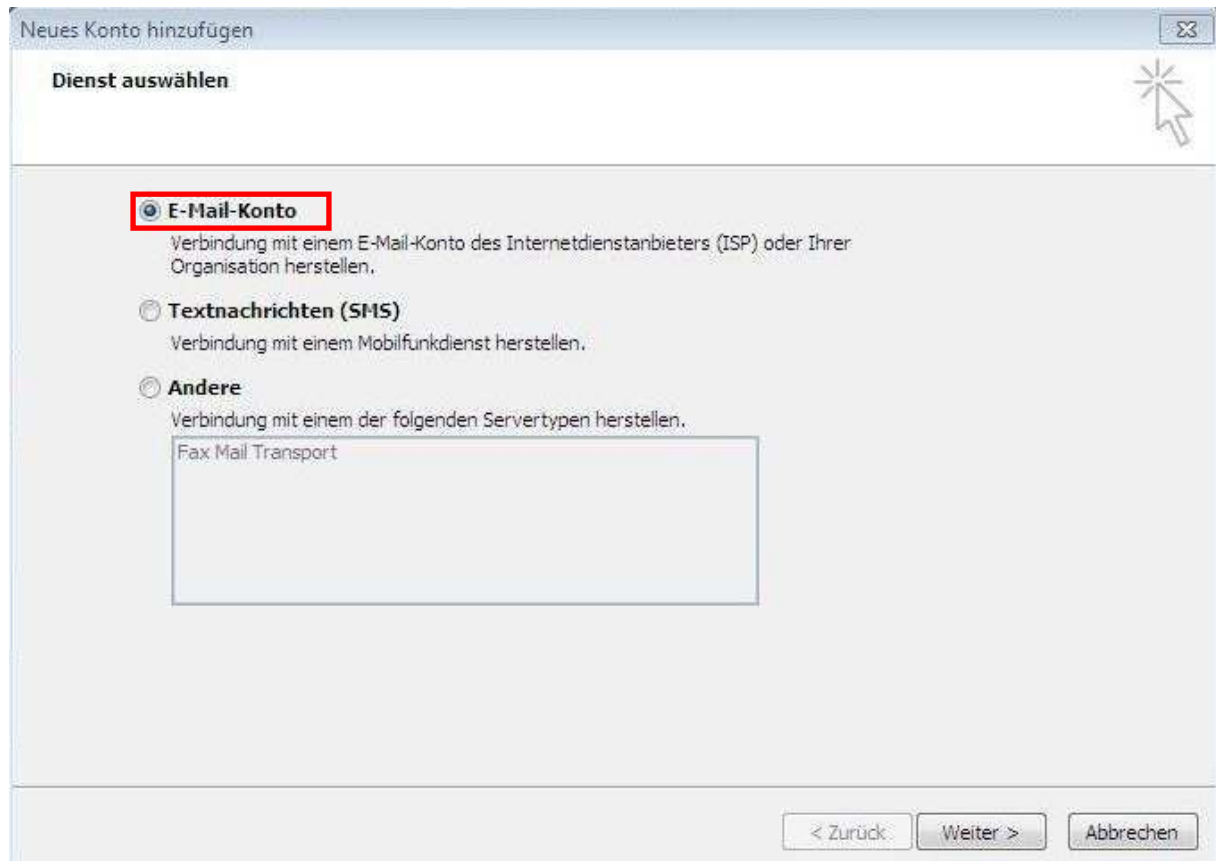 Neues Konto hinzufügen
Dienst auswählen
E-Mail-Konto
Verbindung mit einem E-Mail-Konto des Internetdienstanbieters (ISP) oder Ihrer
Organisation herstellen.
Textnachrichten (SMS)
Verbindung mit einem Mobilfunkdienst herstellen.
Andere
Verbindung mit einem der folgenden Servertypen herstellen.
Fax Mail Transport
< Zurück
Weiter >
Abbrechen